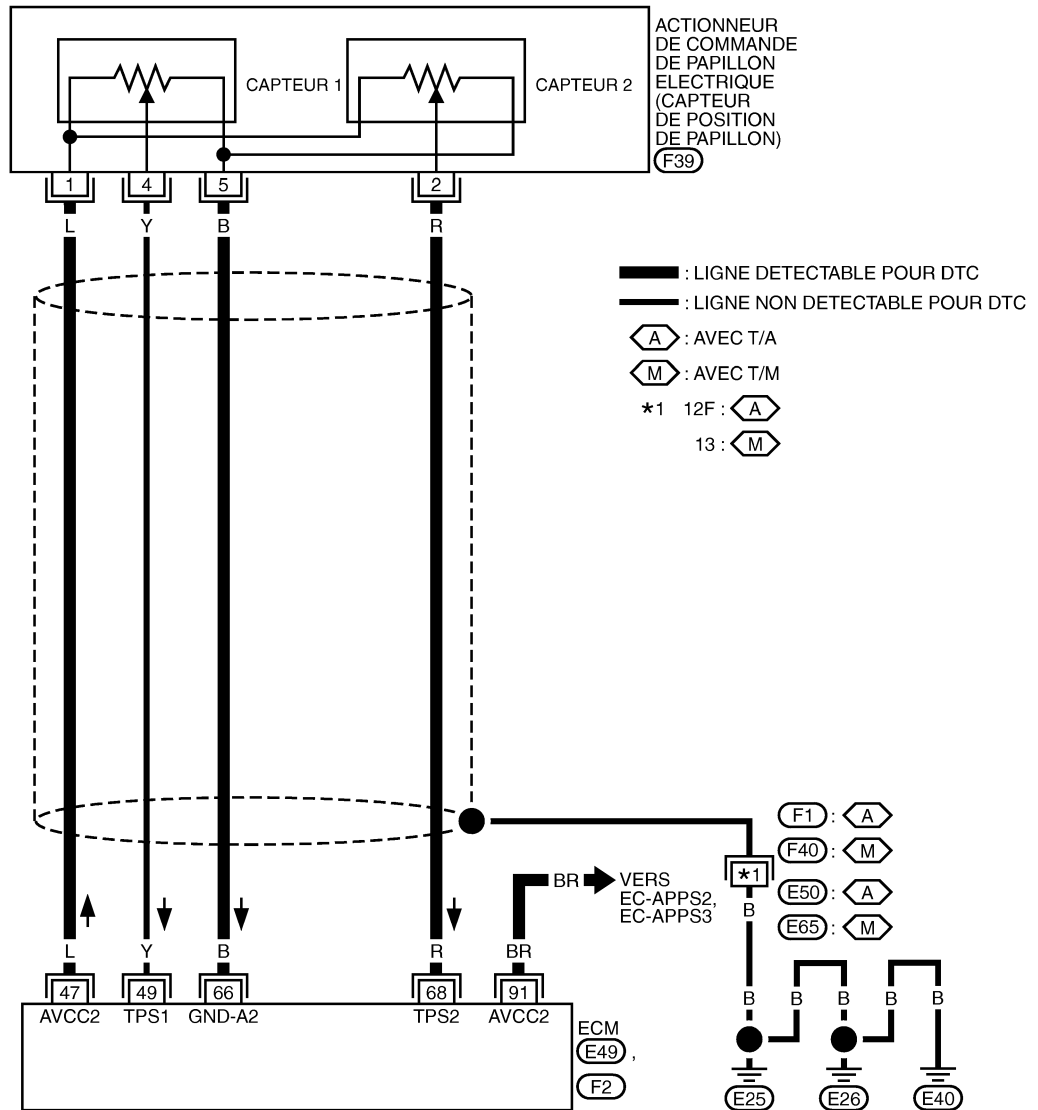 ACTIONNEUR
DE COMMANDE
DE PAPILLON
ELECTRIQUE
(CAPTEUR
DE POSITION
DE PAPILLON)
F39
CAPTEUR 1
CAPTEUR 2
1 4 5 2
L Y B R
: LIGNE DETECTABLE POUR DTC
: LIGNE NON DETECTABLE POUR DTC
A : AVEC T/A
M : AVEC T/M
*1 12F : A
13 : M
F1 : A
F40 : M
*1
E50 : A
E65 : M
BR VERS
EC-APPS2,
EC-APPS3
B
L Y B R BR
47 49 66 68 91
AVCC2 TPS1 GND-A2 TPS2 AVCC2
B B B B B
ECM
E49 ,
F2
E25 E26 E40